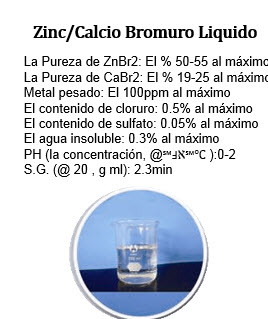 Zinc/Calcio Bromuro Liquido
La Pureza de ZnBr2: El % 50-55 al máximo
La Pureza de CaBr2: El % 19-25 al máximo
Metal pesado: El 100ppm al máximo
El contenido de cloruro: 0.5% al máximo
El contenido de sulfato: 0.05% al máximo
El agua insoluble: 0.3% al máximo
PH (la concentración, @℠Ⅎℵ℠℃ ):0-2
S.G. (@ 20 , g ml): 2.3min